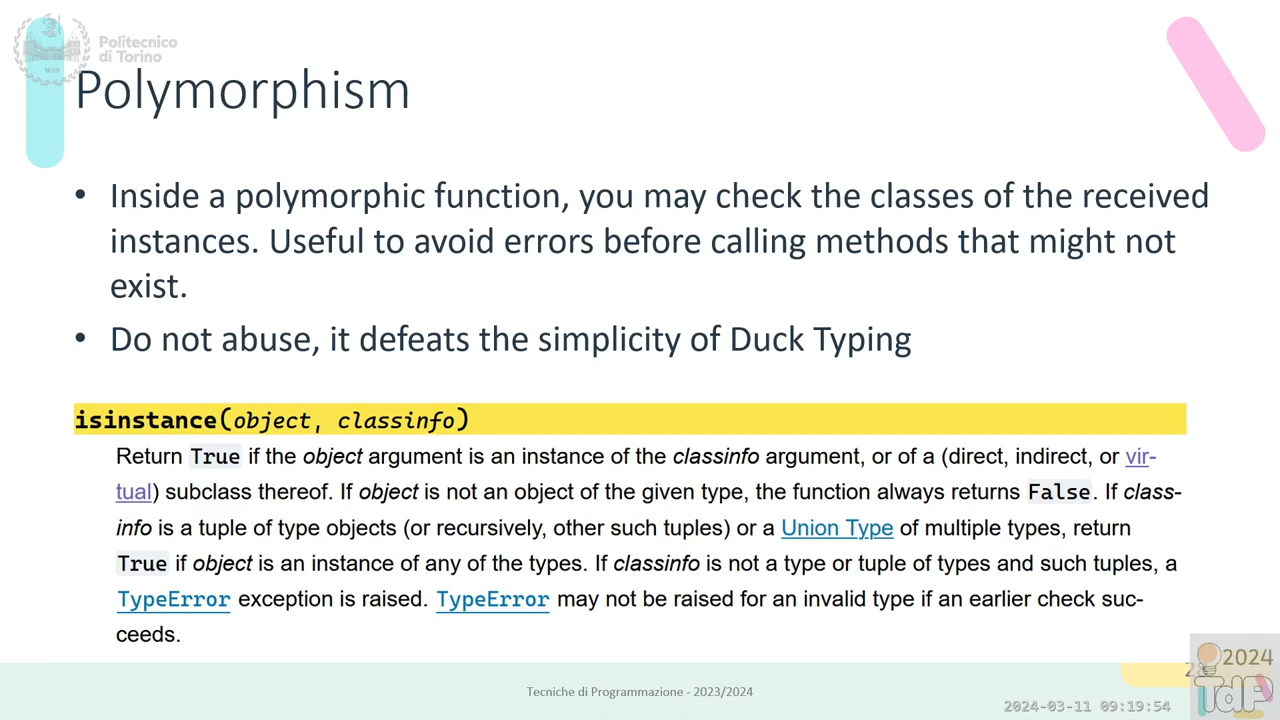 Politecnico
di Torino
Polymorphism
• Inside a polymorphic function, you may check the classes of the received
instances. Useful to avoid errors before calling methods that might not
exist.
• Do not abuse, it defeats the simplicity of Duck Typing
isinstance(object, classinfo)
Return True if the object argument is an instance of the classinfo argument, or of a (direct, indirect, or vir-
tual) subclass thereof. If object is not an object of the given type, the function always returns False. If class-
info is a tuple of type objects (or recursively, other such tuples) or a Union Type of multiple types, return
True if object is an instance of any of the types. If classinfo is not a type or tuple of types and such tuples, a
TypeError exception is raised. TypeError may not be raised for an invalid type if an earlier check suc-
ceeds.
Tecniche di Programmazione - 2023/2024
2024
TdP
2024-03-11 09:19:54